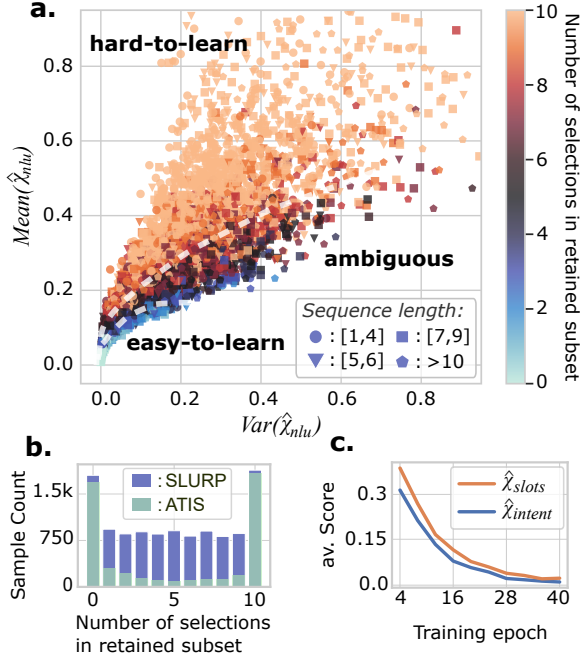 a.
hard-to-learn
ambiguous
easy-to-learn
Mean(χ̂nlu)
0.8
0.6
0.4
0.2
0.0
0.0
0.2
0.4
0.6
0.8
Var(χ̂nlu)
Sequence length:
: [1,4]
: [7,9]
: [5,6]
: >10
10
8
6
4
2
0
Number of selections
in retained subset
b.
: SLURP
: ATIS
Sample Count
1.5k
750
0
0
5
10
Number of selections
in retained subset
c.
χ̂slots
χ̂intent
av. Score
0.3
0.15
0.0
4
16
28
40
Training epoch